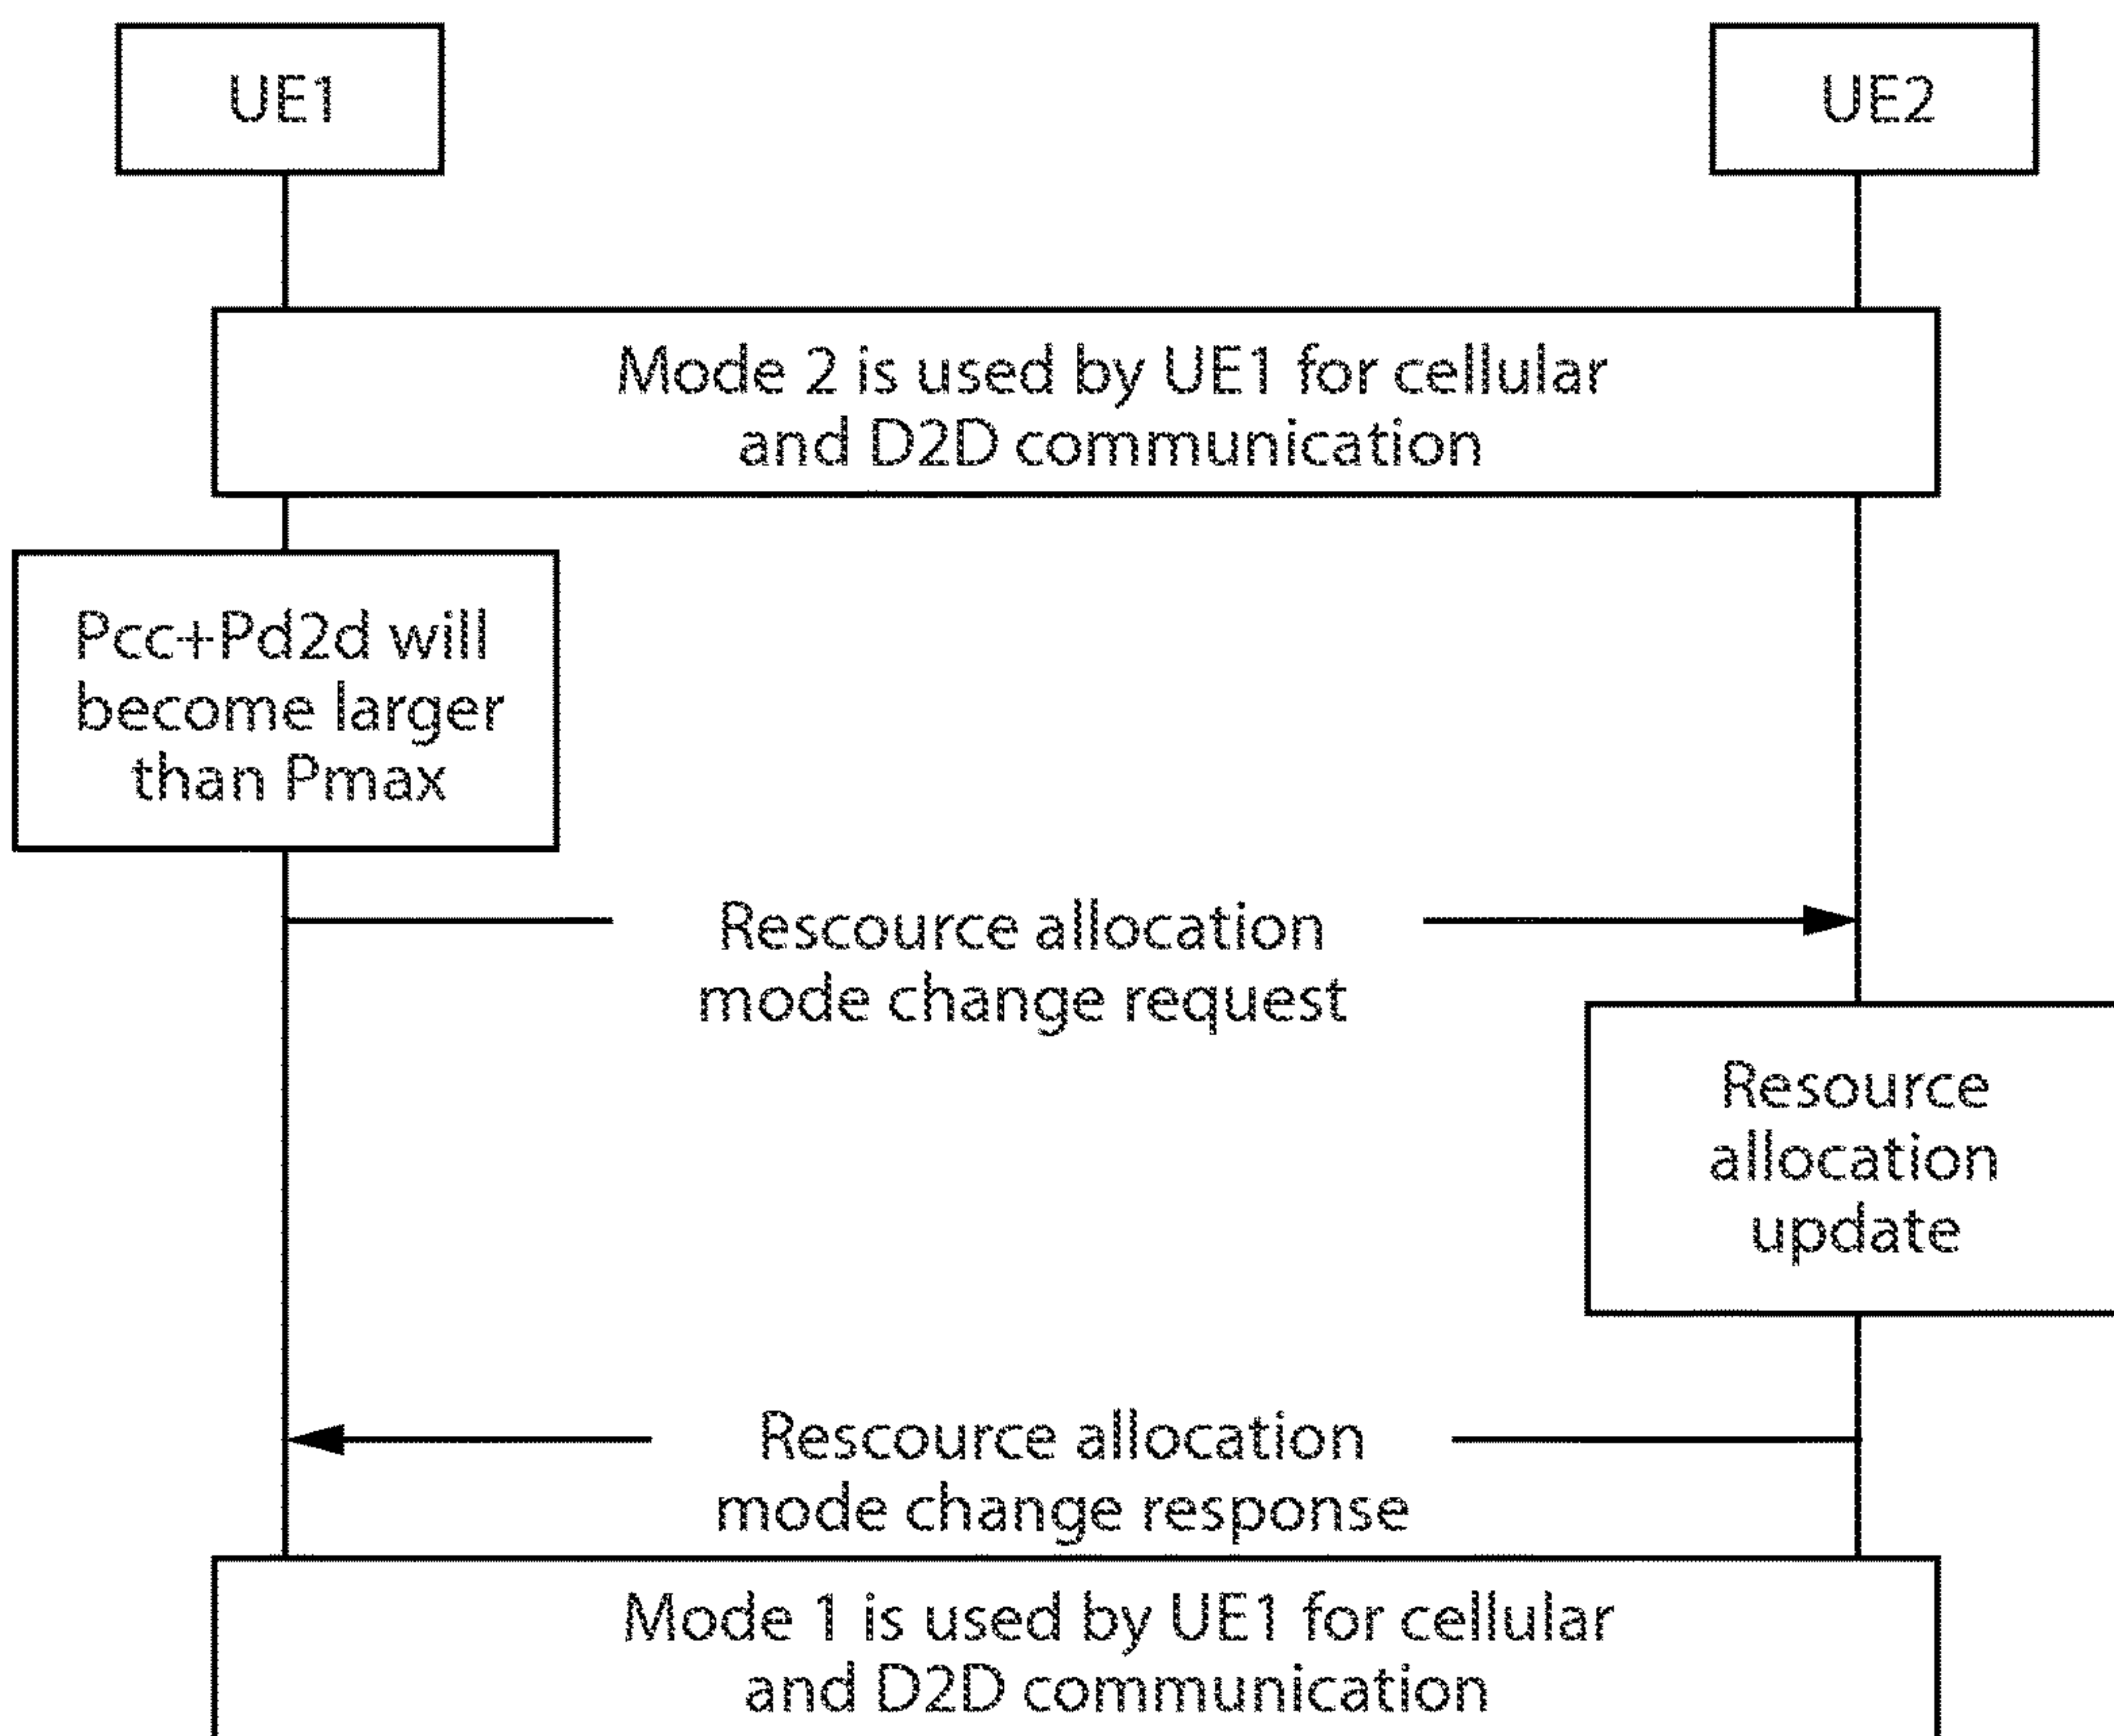 UE1
UE2
Mode 2 is used by UE1 for cellular
and D2D communication
Pcc+Pd2d will
become larger
than Pmax
Rescource allocation
mode change request
Resource
allocation
update
Rescource allocation
mode change response
Mode 1 is used by UE1 for cellular
and D2D communication